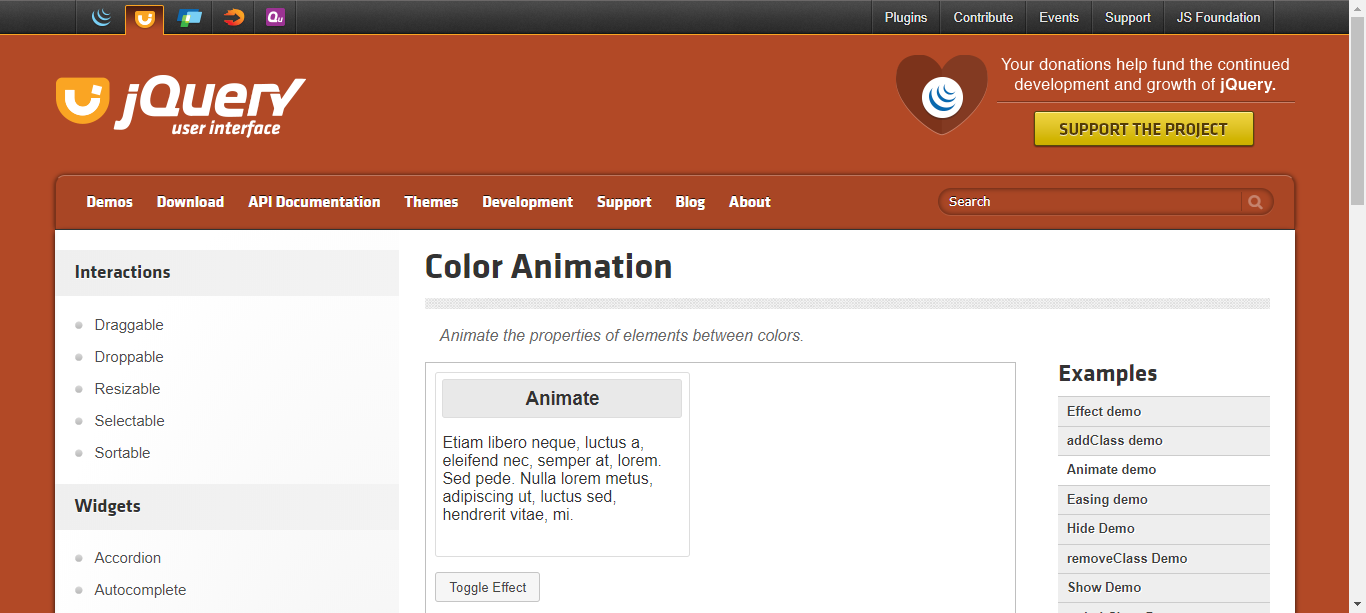 Qu
Plugins
Contribute
Events
Support
JS Foundation
jQuery
user interface
Your donations help fund the continued
development and growth of jQuery.
SUPPORT THE PROJECT
Demos
Download
API Documentation
Themes
Development
Support
Blog
About
Search
Interactions
Draggable
Droppable
Resizable
Selectable
Sortable
Widgets
Accordion
Autocomplete
Color Animation
Animate the properties of elements between colors.
Animate
Etiam libero neque, luctus a,
eleifend nec, semper at, lorem.
Sed pede. Nulla lorem metus,
adipiscing ut, luctus sed,
hendrerit vitae, mi.
Toggle Effect
Examples
Effect demo
addClass demo
Animate demo
Easing demo
Hide Demo
removeClass Demo
Show Demo